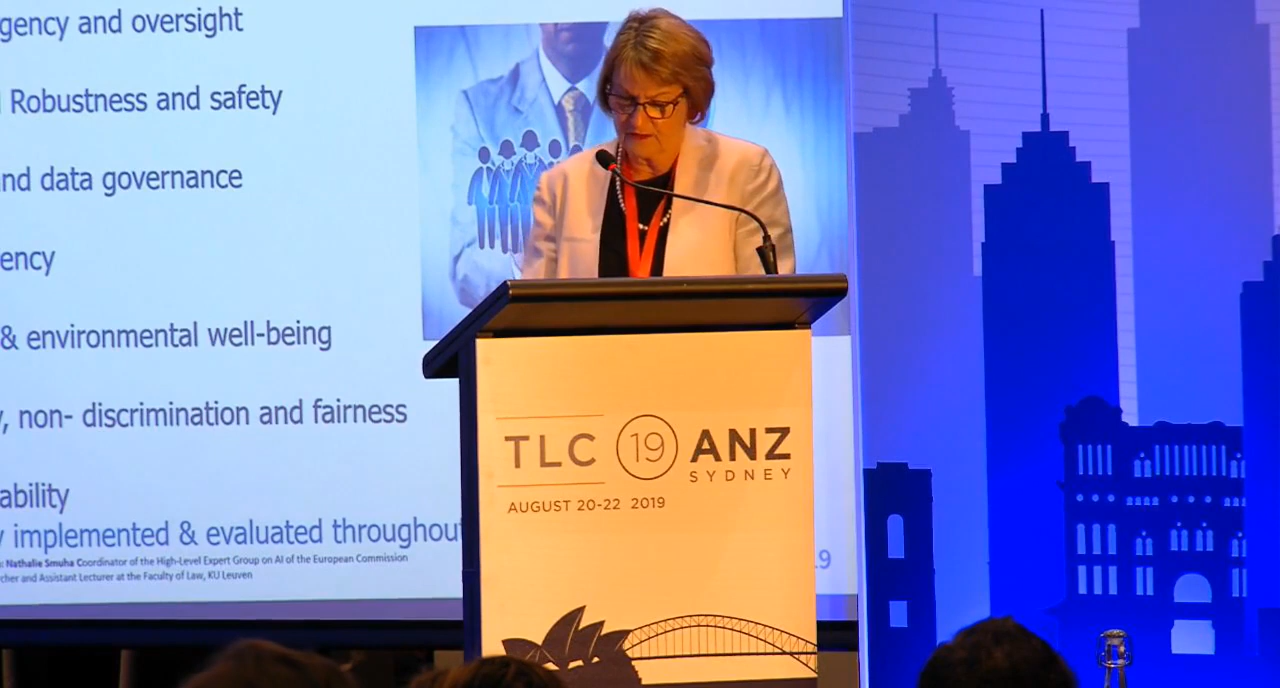 gency and oversight
Robustness and safety
nd data governance
ency
& environmental well-being
, non- discrimination and fairness
ability
y implemented & evaluated throughout
: Nathalie Smuha Coordinator of the High-Level Expert Group on AI of the European Commission
cher and Assistant Lecturer at the Faculty of Law, KU Leuven
.9
TLC 19 ANZ
SYDNEY
AUGUST 20-22 2019